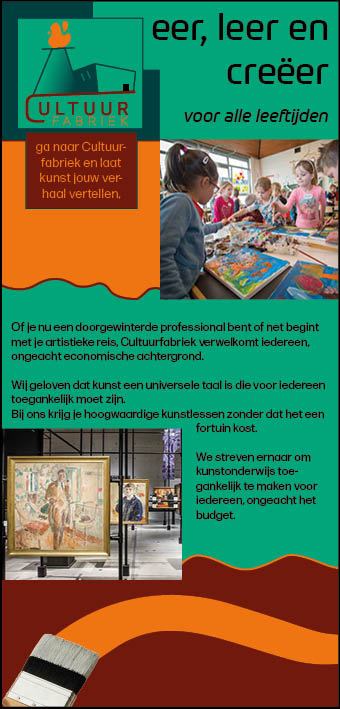 eer, leer en
creëer
voor alle leeftijden
CULTUUR
FABRIEK
ga naar Cultuur-
fabriek en laat
kunst jouw ver-
haal vertellen,
Of je nu een doorgewinterde professional bent of net begint
met je artistieke reis, Cultuurfabriek verwelkomt iedereen,
ongeacht economische achtergrond.
Wij geloven dat kunst een universele taal is die voor iedereen
toegankelijk moet zijn.
Bij ons krijg je hoogwaardige kunstlessen zonder dat het een
fortuin kost.
We streven ernaar om
kunstonderwijs toe-
gankelijk te maken voor
iedereen, ongeacht het
budget.